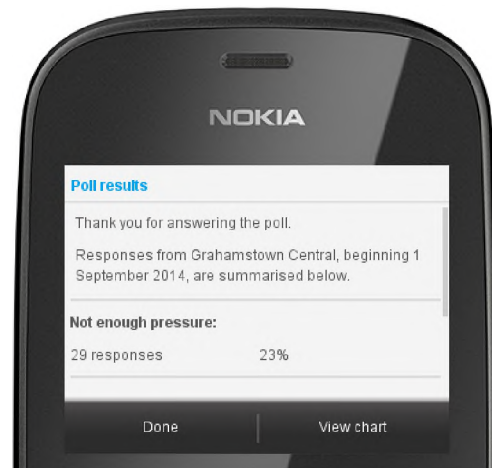 NOKIA
Poll results
Thank you for answering the poll.
Responses from Grahamstown Central, beginning 1
September 2014, are summarised below.
Not enough pressure:
29 responses 23%
Done View chart